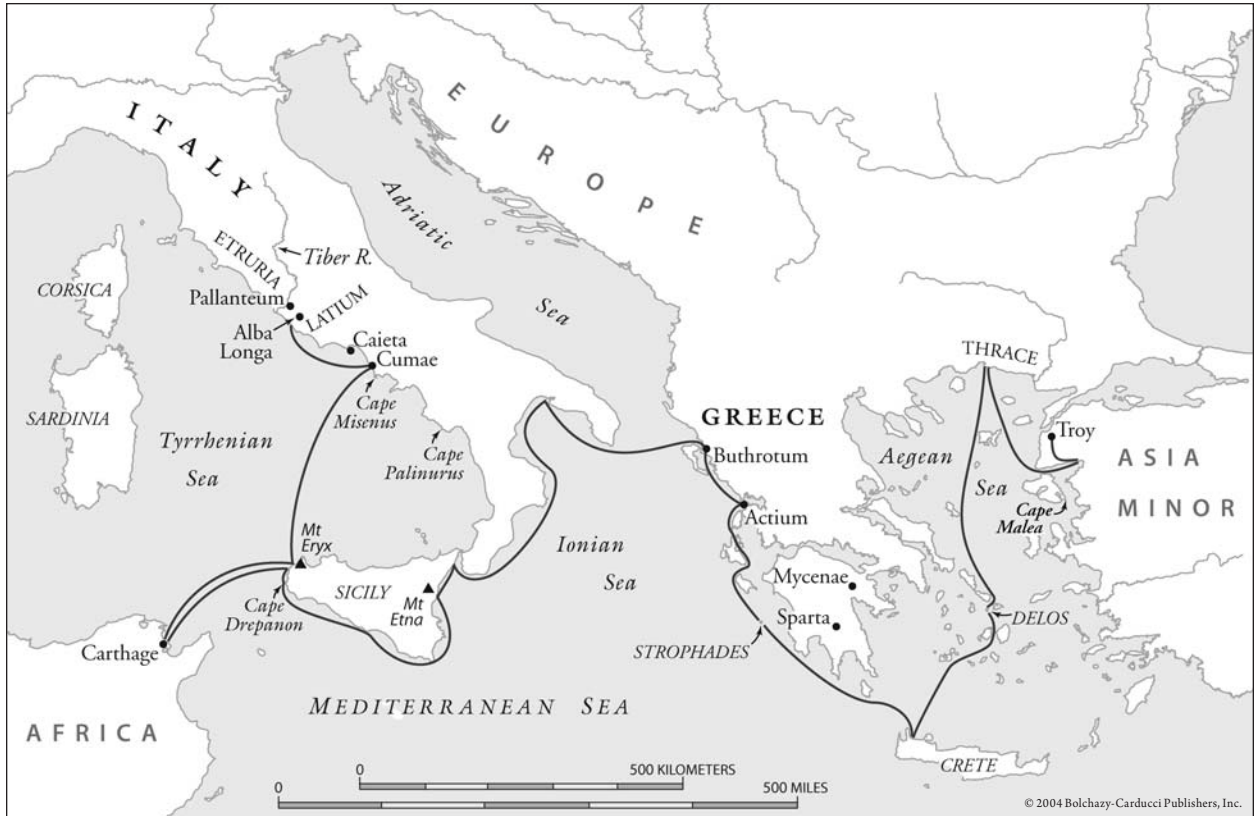 EUROPE
ITALY
Adriatic
Sea
Tiber R.
ETRURIA
CORSICA
Pallanteum
LATIUM
Alba
Longa
Caieta
Cumae
THRACE
Cape
Misenus
SARDINIA
Tyrrhenian
Sea
Cape
Palinurus
GREECE
Buthrotum
Aegean
Sea
Troy
ASIA
MINOR
Cape
Malea
Actium
Mt
Eryx
Ionian
Sea
SICILY
Mt
Etna
Cape
Drepanon
Mycenae
Sparta
DELOS
STROPHADES
Carthage
MEDITERRANEAN SEA
AFRICA
CRETE
0 500 KILOMETERS
0 500 MILES
© 2004 Bolchazy-Carducci Publishers, Inc.